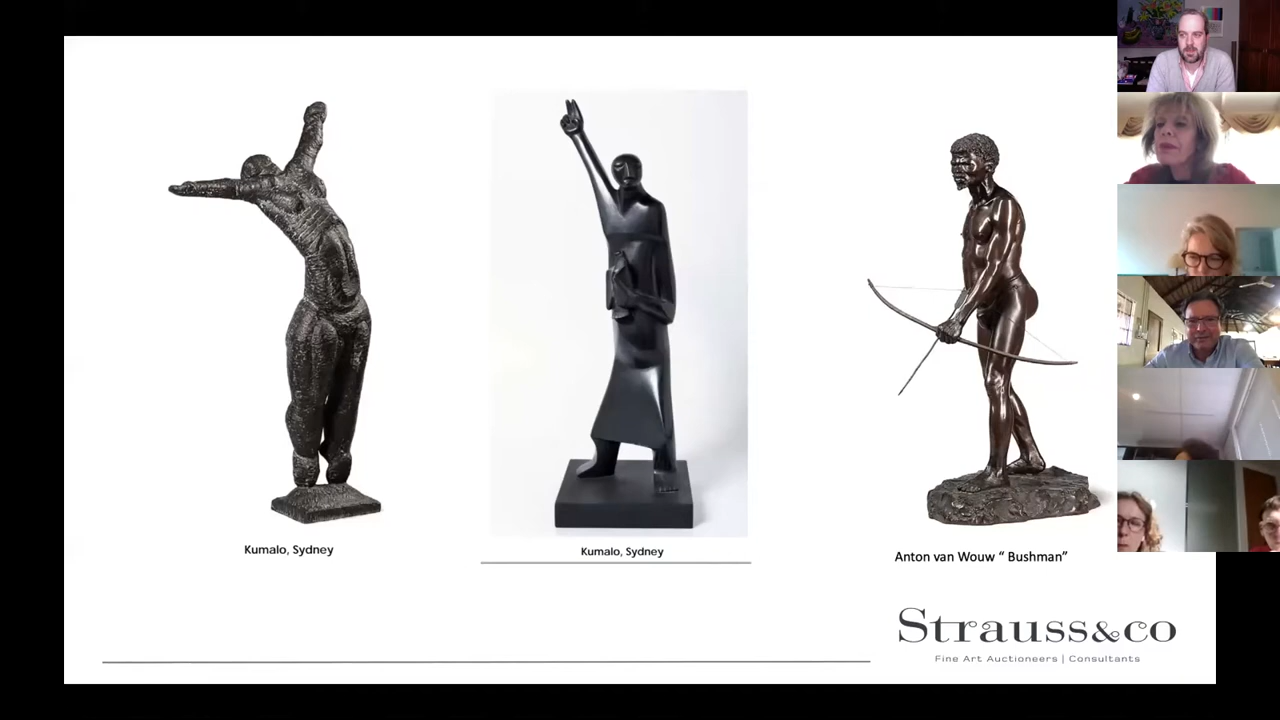 Kumalo, Sydney
Kumalo, Sydney
Anton van Wouw “ Bushman”
Strauss&co
Fine Art Auctioneers | Consultants